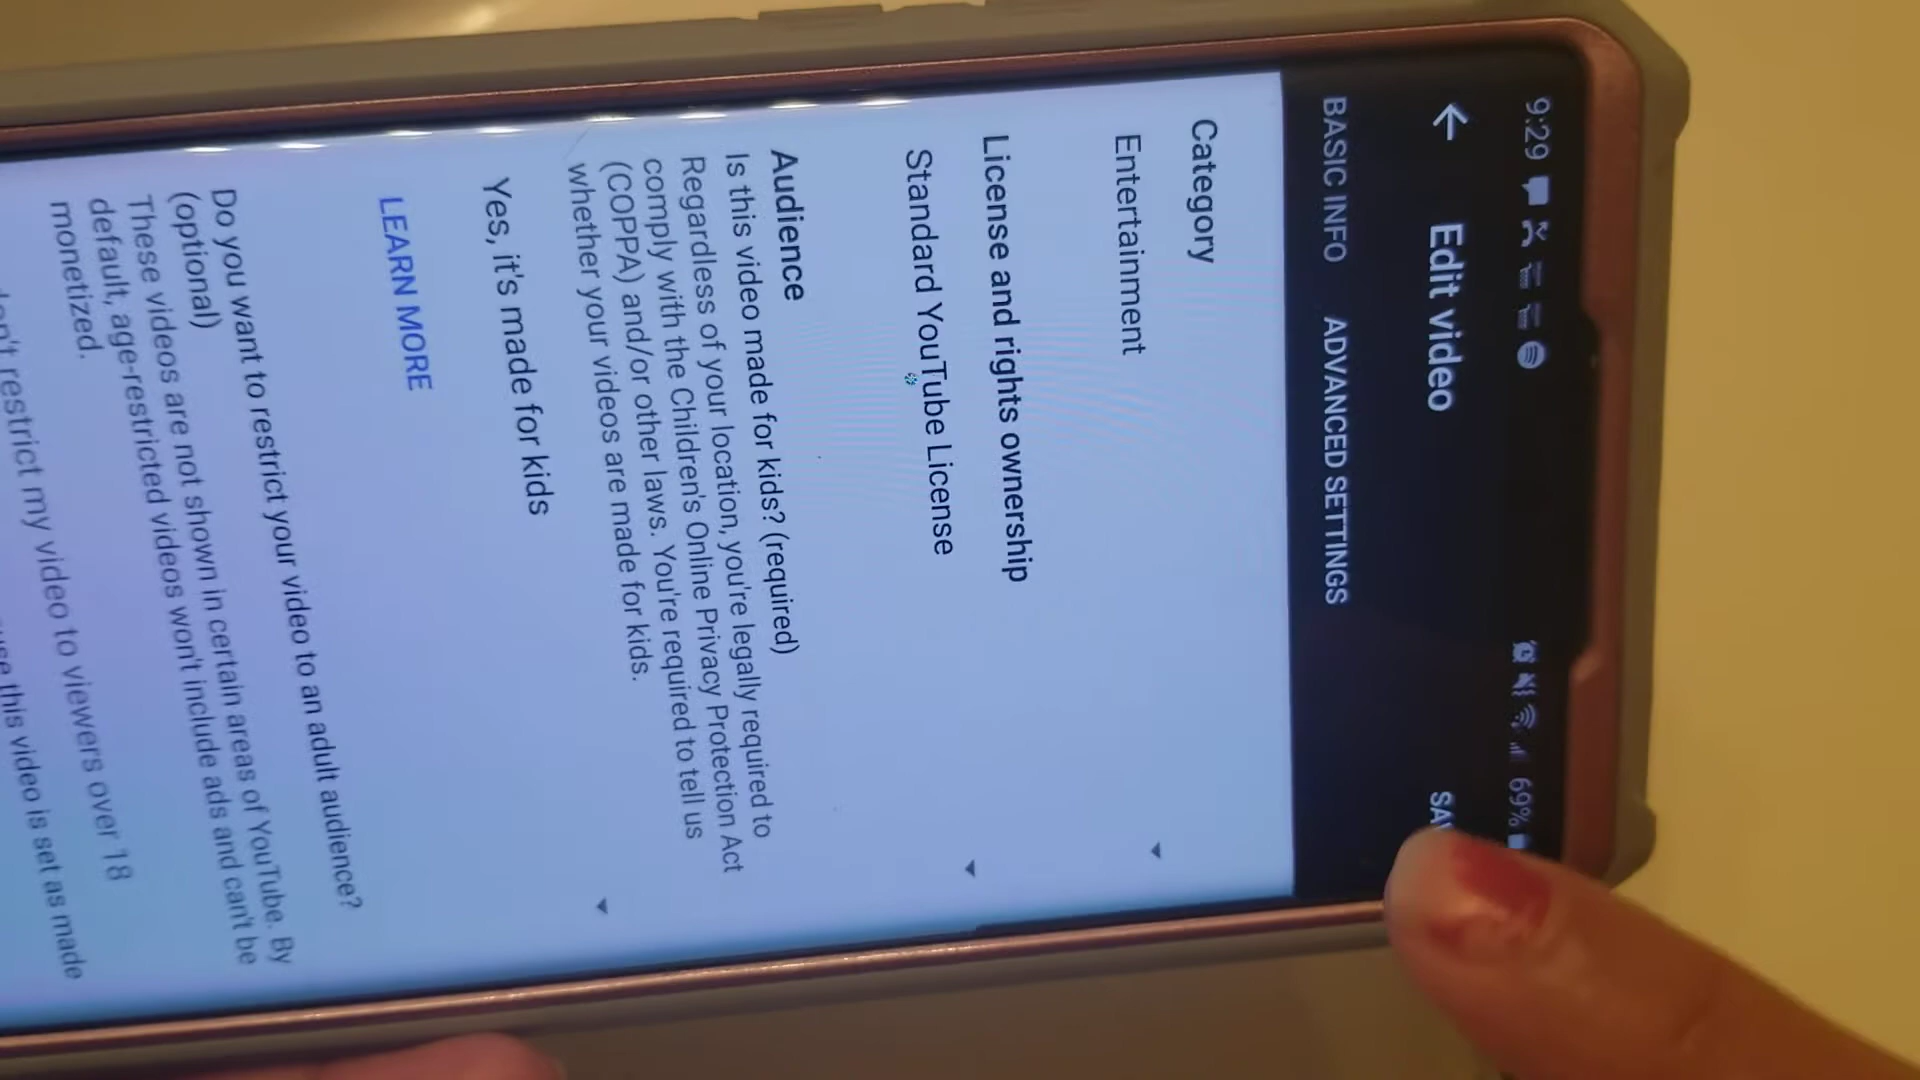 9:29
69%
Edit video
BASIC INFO
ADVANCED SETTINGS
Category
Entertainment
License and rights ownership
Standard YouTube License
Audience
Is this video made for kids? (required)
Regardless of your location, you're legally required to
comply with the Children's Online Privacy Protection Act
(COPPA) and/or other laws. You're required to tell us
whether your videos are made for kids.
Yes, it's made for kids
LEARN MORE
Do you want to restrict your video to an adult audience?
(optional)
These videos are not shown in certain areas of YouTube. By
default, age-restricted videos won't include ads and can't be
monetized.
restrict my video to viewers over 18
this video is set as made